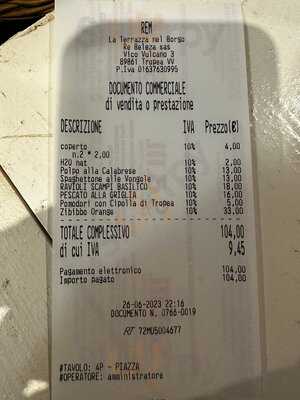 REM
La Terrazza nel Borgo
Re Beleza sas
Vico Vulcano 3
89861 Tropea VV
P.Iva 01637630995
DOCUMENTO COMMERCIALE
di vendita o prestazione
DESCRIZIONE IVA Prezzo(€)
coperto 10% 4,00
n.2 * 2,00
H2O nat 10% 2,00
Polpo alla Calabrese 10% 13,00
Spaghettone alle Vongole 10% 13,00
RAVIOLI SCAMPI BASILICO 10% 18,00
PESCATO ALLA GRIGLIA 10% 16,00
Pomodori con Cipolla di Tropea 10% 5,00
Zibibbo Orange 10% 33,00
TOTALE COMPLESSIVO 104,00
di cui IVA 9,45
Pagamento elettronico 104,00
Importo pagato 104,00
26-06-2023 22:16
DOCUMENTO N. 0766-0019
RT 72MU5004677
#TAVOLO: 4P - PIAZZA
#OPERATORE: amministratore